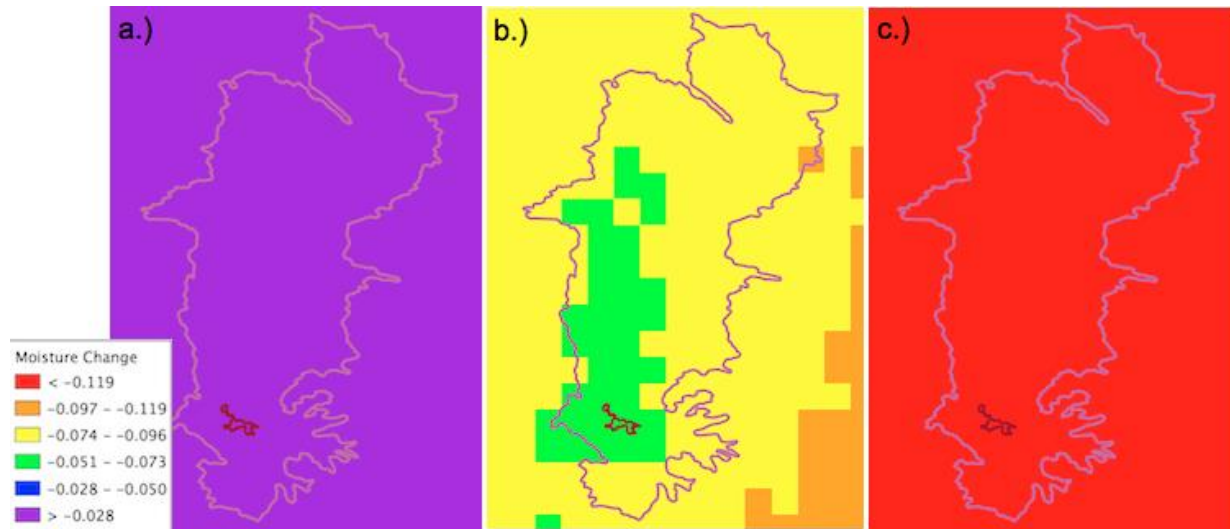 a.)
b.)
c.)
Moisture Change
< -0.119
-0.097 - -0.119
-0.074 - -0.096
-0.051 - -0.073
-0.028 - -0.050
> -0.028